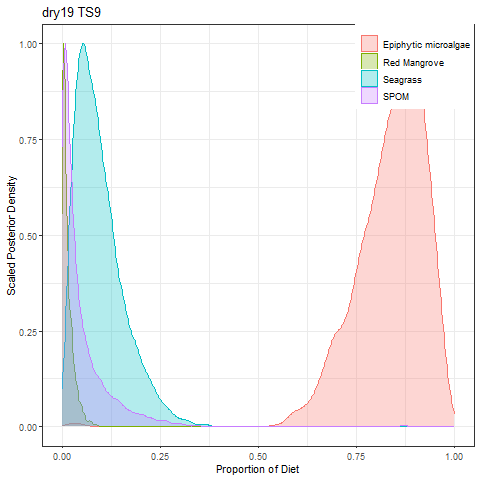 dry19 TS9
Epiphytic microalgae
Red Mangrove
Seagrass
SPOM
1.00
0.75
0.50
0.25
0.00
Scaled Posterior Density
0.00 0.25 0.50 0.75 1.00
Proportion of Diet